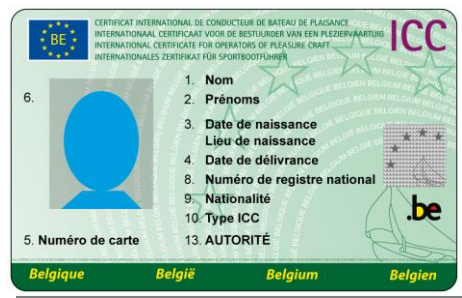 BE
CERTIFICAT INTERNATIONAL DE CONDUCTEUR DE BATEAU DE PLAISANCE
INTERNATIONAAL CERTIFICAAT VOOR DE BESTUURDER VAN EEN PLEZIERVAARTUIG
INTERNATIONAL CERTIFICATE FOR OPERATORS OF PLEASURE CRAFT
INTERNATIONALES ZERTIFIKAT FÜR SPORTBOOTFÜHRER
ICC
6.
1. Nom
2. Prénoms
3. Date de naissance
Lieu de naissance
4. Date de délivrance
8. Numéro de registre national
9. Nationalité
10. Type ICC
.be
5. Numéro de carte
13. AUTORITÉ
Belgique België Belgium Belgien